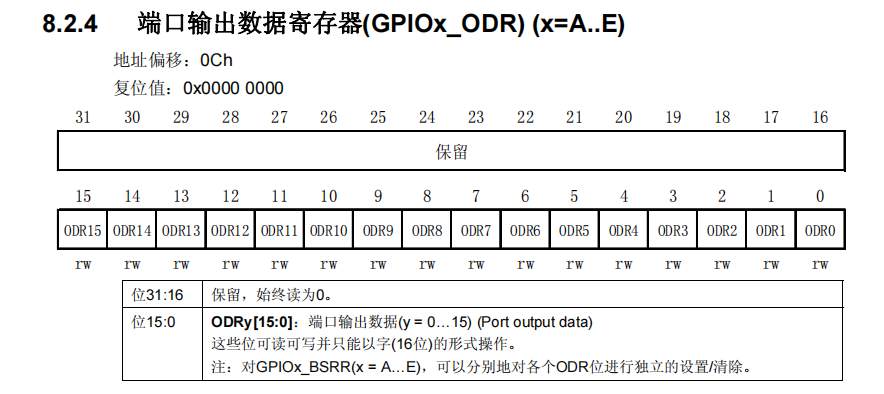 8.2.4 端口输出数据寄存器(GPIOx_ODR) (x=A..E)
地址偏移：0Ch
复位值：0x0000 0000
31 30 29 28 27 26 25 24 23 22 21 20 19 18 17 16
保留
15 14 13 12 11 10 9 8 7 6 5 4 3 2 1 0
ODR15 ODR14 ODR13 ODR12 ODR11 ODR10 ODR9 ODR8 ODR7 ODR6 ODR5 ODR4 ODR3 ODR2 ODR1 ODR0
rw rw rw rw rw rw rw rw rw rw rw rw rw rw rw rw
位31:16 保留，始终读为0。
位15:0 ODRy[15:0]：端口输出数据(y = 0…15) (Port output data)
这些位可读可写并只能以字(16位)的形式操作。
注：对GPIOx_BSRR(x = A…E)，可以分别地对各个ODR位进行独立的设置/清除。